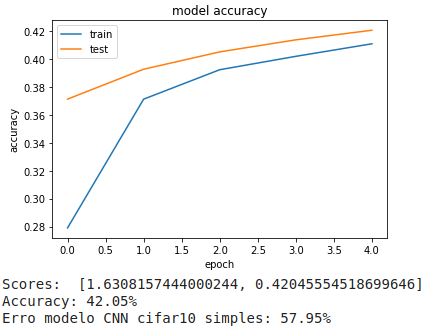 model accuracy
train
test
0.42
0.40
0.38
0.36
0.34
0.32
0.30
0.28
accuracy
0.0 0.5 1.0 1.5 2.0 2.5 3.0 3.5 4.0
epoch
Scores:  [1.6308157444000244, 0.42045554518699646]
Accuracy: 42.05%
Erro modelo CNN cifar10 simples: 57.95%